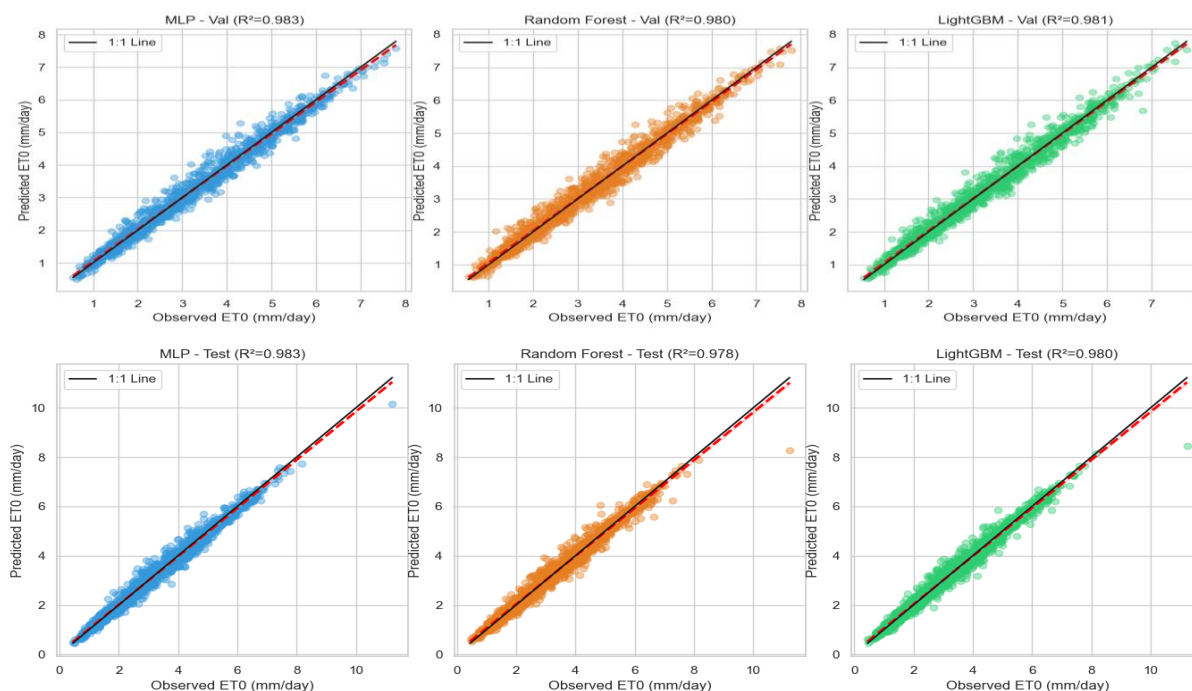 MLP - Val (R²=0.983)
1:1 Line
Predicted ET0 (mm/day)
8
7
6
5
4
3
2
1
1 2 3 4 5 6 7 8
Observed ET0 (mm/day)
Random Forest - Val (R²=0.980)
1:1 Line
Predicted ET0 (mm/day)
8
7
6
5
4
3
2
1
1 2 3 4 5 6 7 8
Observed ET0 (mm/day)
LightGBM - Val (R²=0.981)
1:1 Line
Predicted ET0 (mm/day)
8
7
6
5
4
3
2
1
1 2 3 4 5 6 7
Observed ET0 (mm/day)
MLP - Test (R²=0.983)
1:1 Line
Predicted ET0 (mm/day)
10
8
6
4
2
0
0 2 4 6 8 10
Observed ET0 (mm/day)
Random Forest - Test (R²=0.978)
1:1 Line
Predicted ET0 (mm/day)
10
8
6
4
2
0
0 2 4 6 8 10
Observed ET0 (mm/day)
LightGBM - Test (R²=0.980)
1:1 Line
Predicted ET0 (mm/day)
10
8
6
4
2
0
0 2 4 6 8 10
Observed ET0 (mm/day)